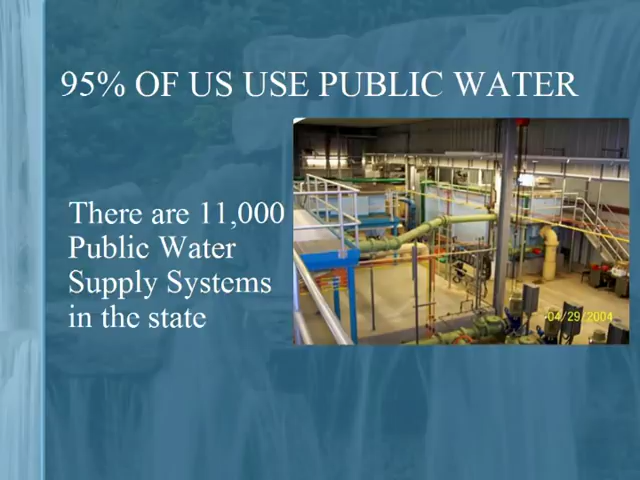 95% OF US USE PUBLIC WATER
There are 11,000
Public Water
Supply Systems
in the state
04/29/2004